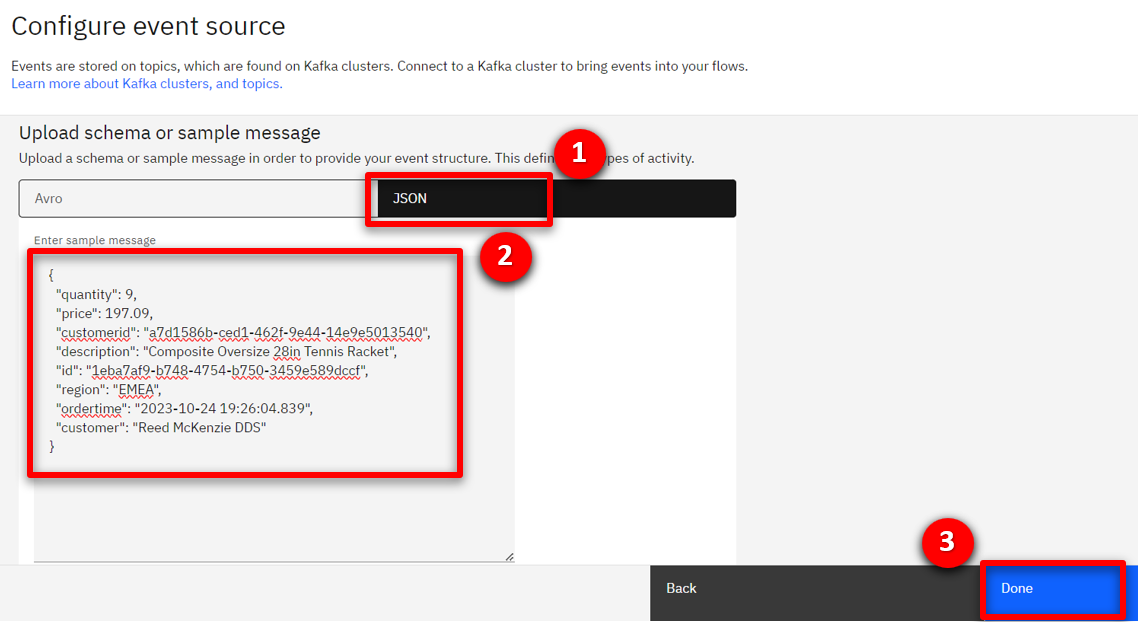 Configure event source
Events are stored on topics, which are found on Kafka clusters. Connect to a Kafka cluster to bring events into your flows.
Learn more about Kafka clusters, and topics.
Upload schema or sample message
Upload a schema or sample message in order to provide your event structure. This defin pes of activity.
1
Avro
JSON
Enter sample message
2
{
"quantity": 9,
"price": 197.09,
"customerid": "a7d1586b-ced1-462f-9e44-14e9e5013540",
"description": "Composite Oversize 28in Tennis Racket",
"id": "1eba7af9-b748-4754-b750-3459e589dccf",
"region": "EMEA",
"ordertime": "2023-10-24 19:26:04.839",
"customer": "Reed McKenzie DDS"
}
3
Back
Done